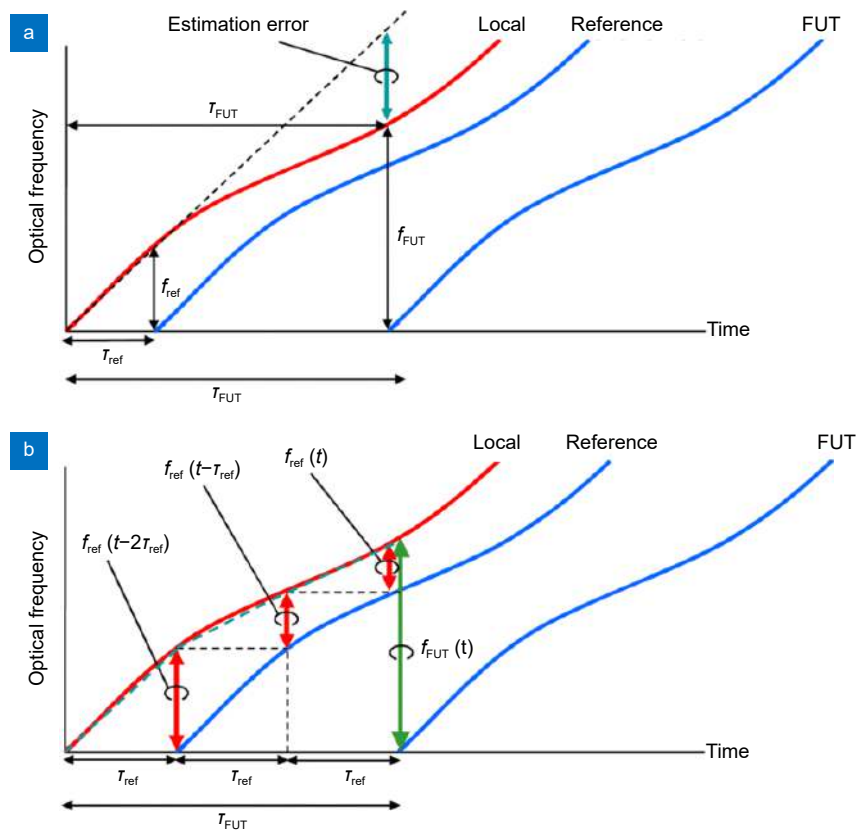 a
Estimation error
Local
Reference
FUT
τFUT
Optical frequency
fref
fFUT
Time
τref
τFUT
b
Local
Reference
FUT
fref (t−τref)
fref (t)
fref (t−2τref)
Optical frequency
fFUT (t)
Time
τref
τref
τref
τFUT